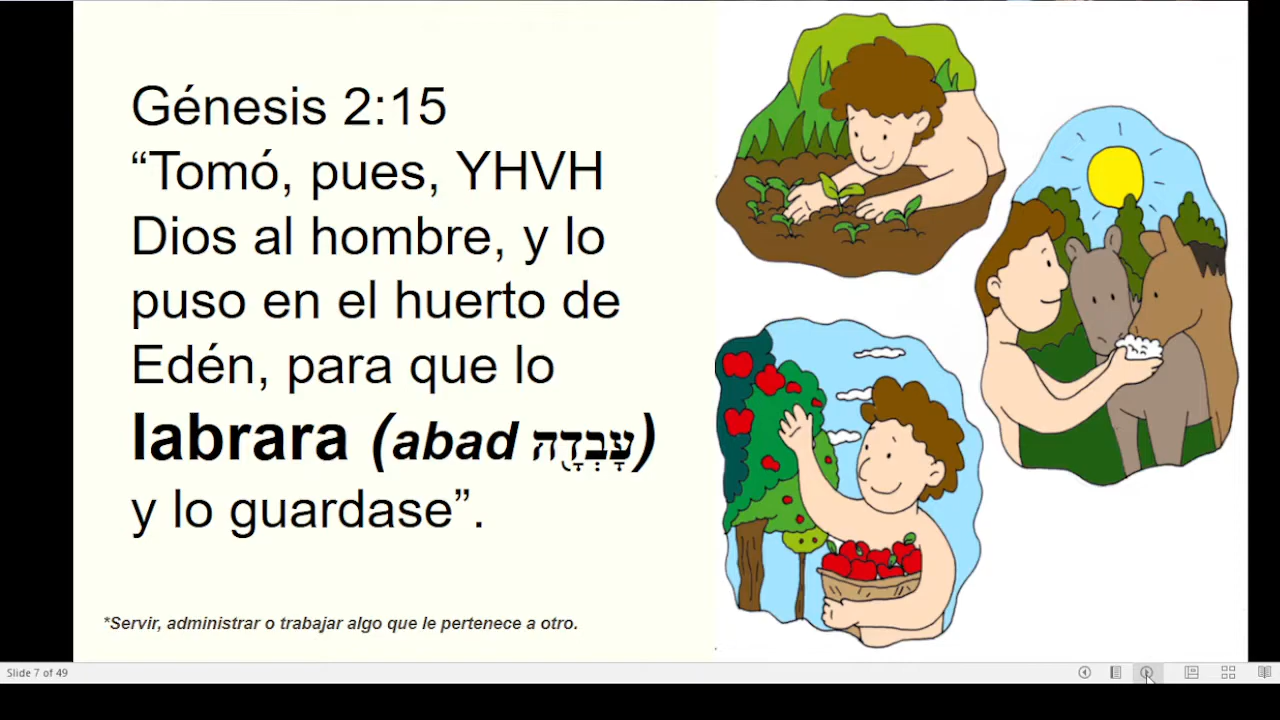 Génesis 2:15
“Tomó, pues, YHVH
Dios al hombre, y lo
puso en el huerto de
Edén, para que lo
labrara (abad עָבְדָ֖הּ)
y lo guardase”.
*Servir, administrar o trabajar algo que le pertenece a otro.
Slide 7 of 49